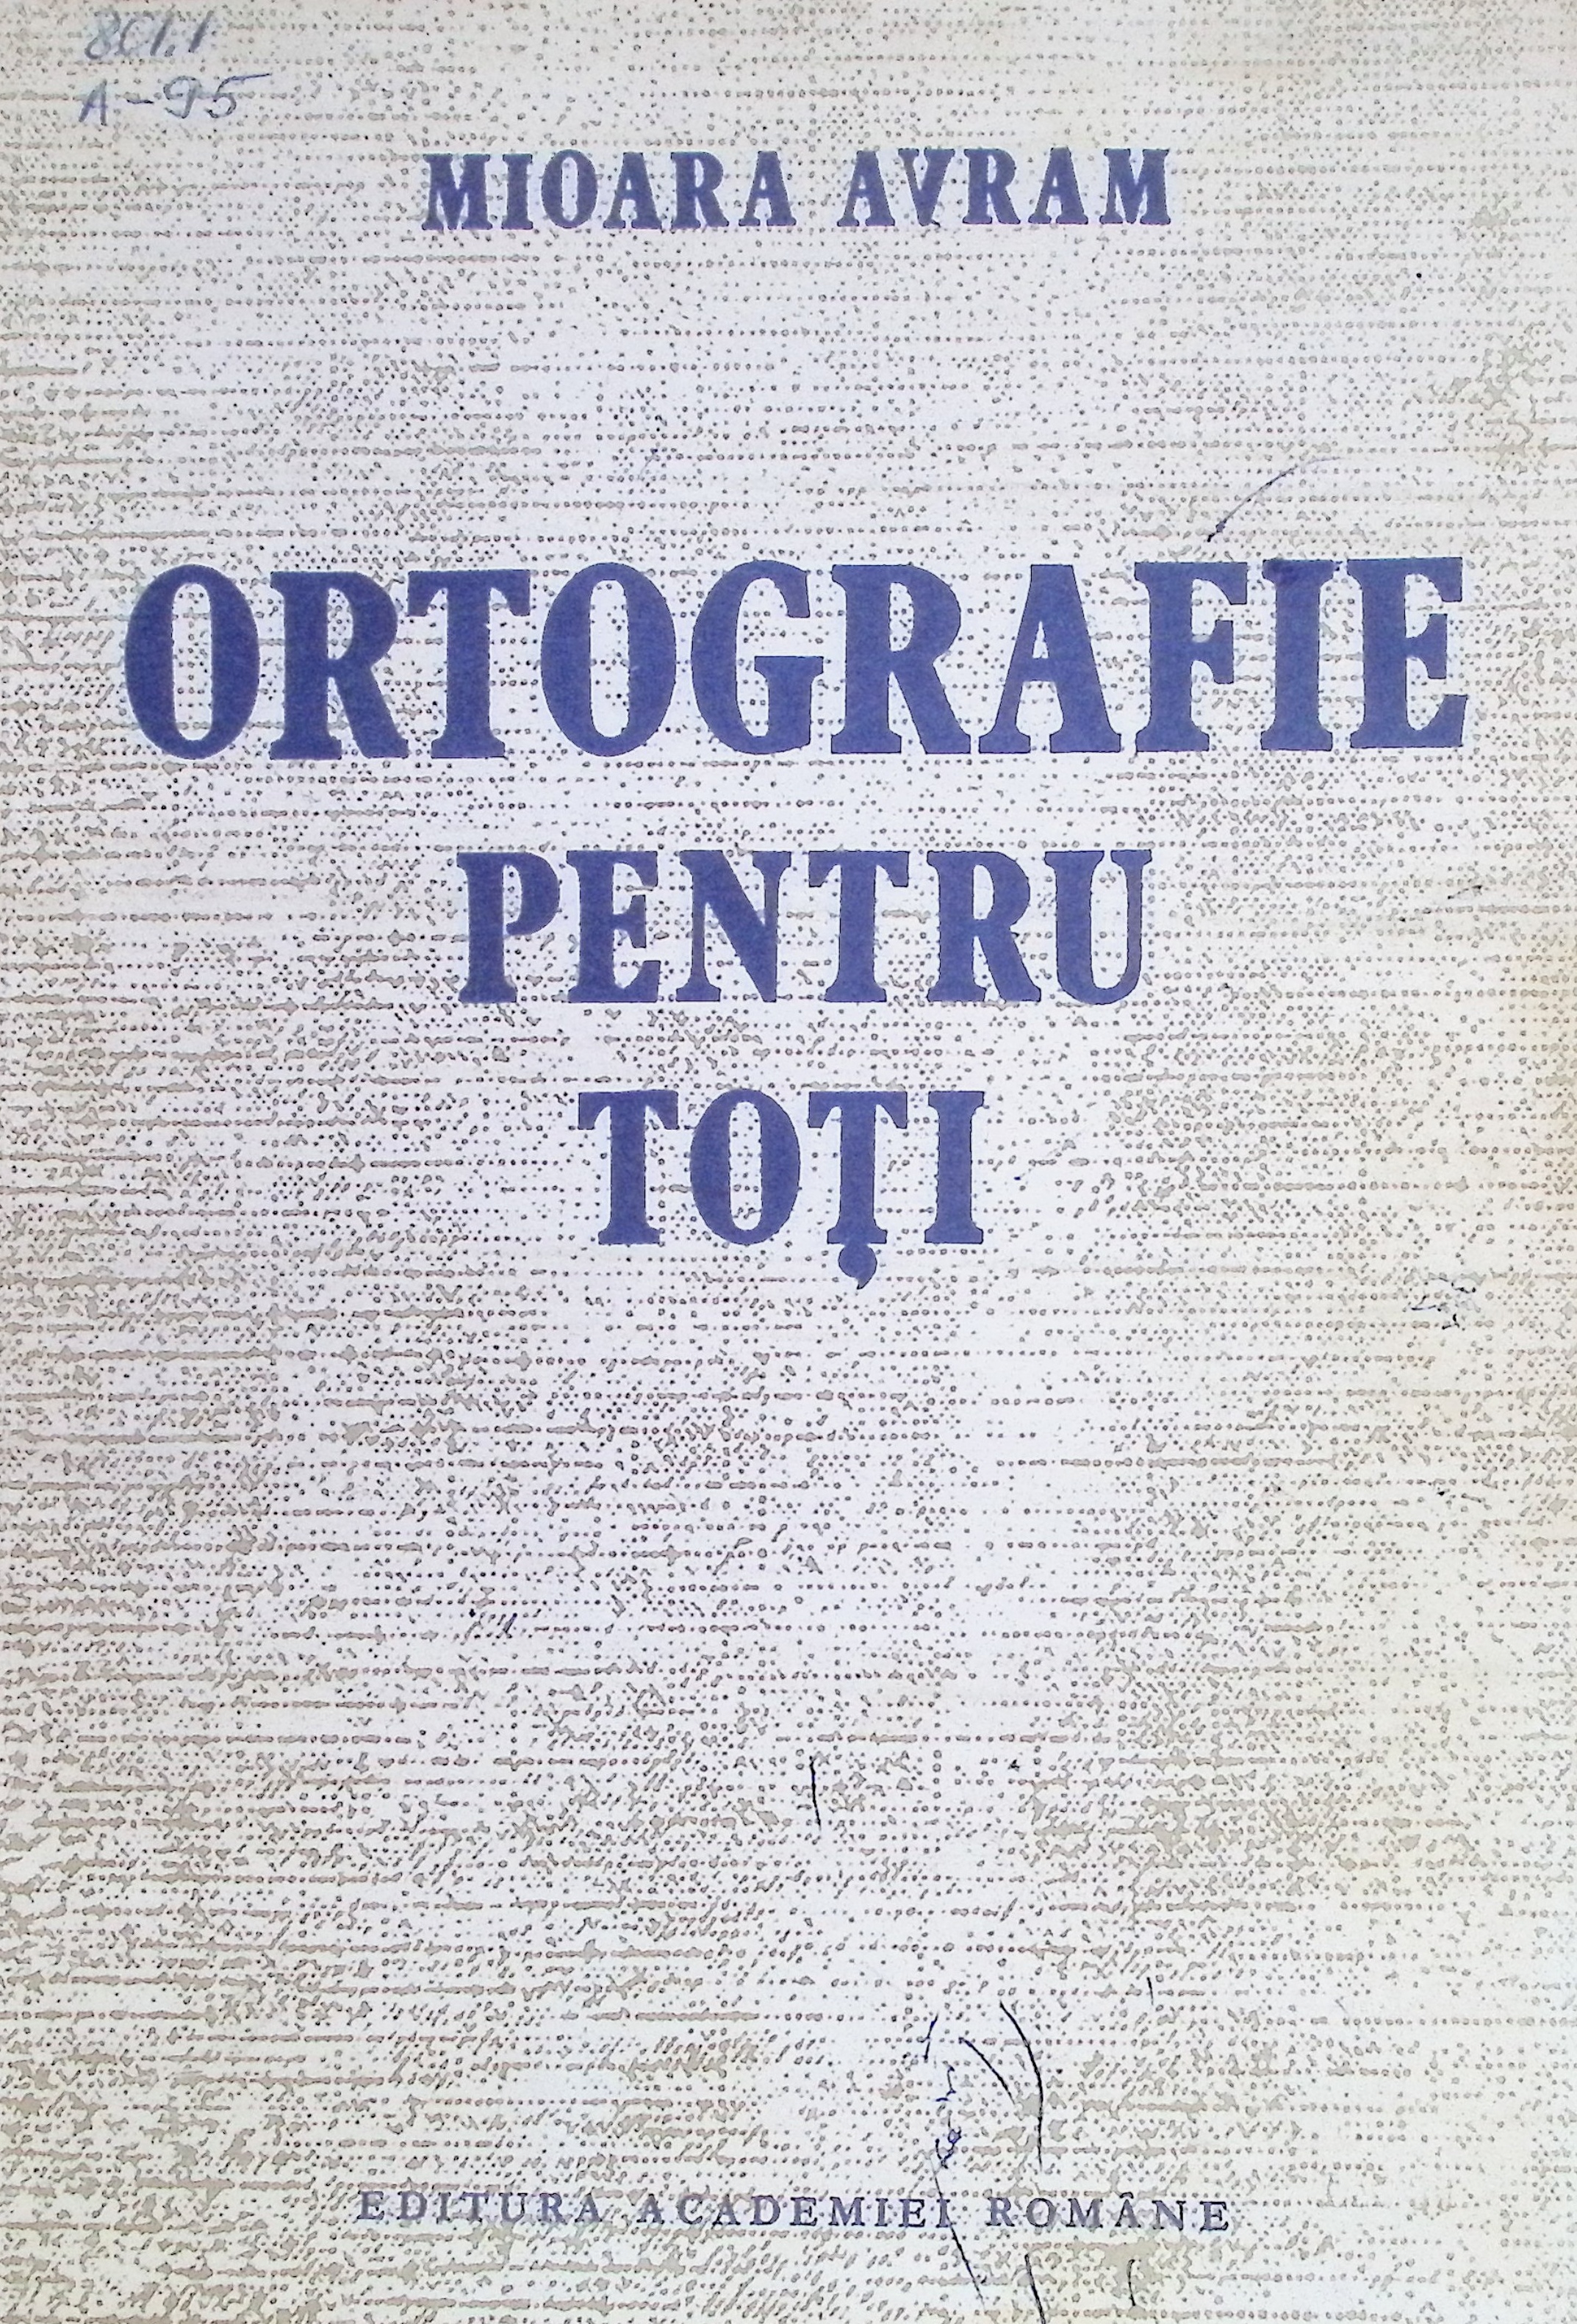 801.1
A-95
MIOARA AVRAM
ORTOGRAFIE
PENTRU
TOȚI
EDITURA ACADEMIEI ROMÂNE